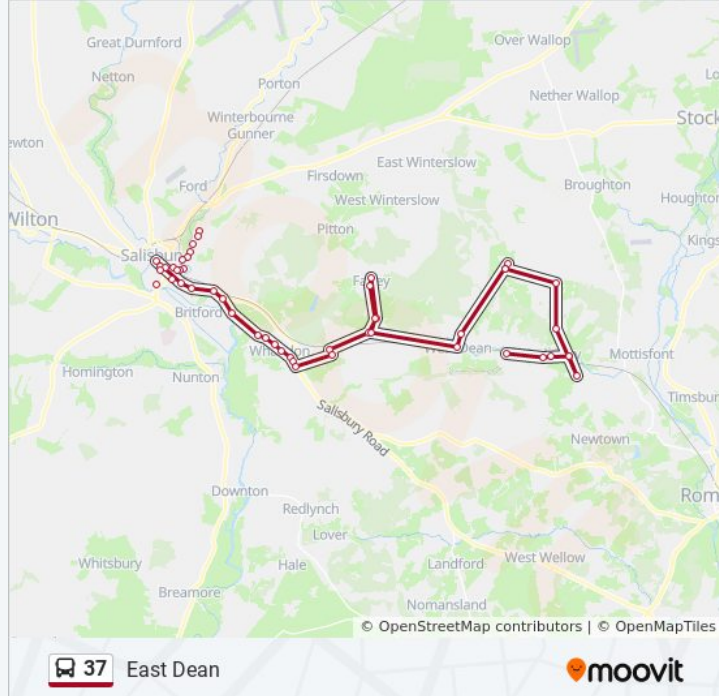 Great Durnford
Over Wallop
Netton
Porton
Nether Wallop
Winterbourne
Gunner
Stock
ewton
East Winterslow
Firsdown
Broughton
Ford
West Winterslow
Houghton
Wilton
Pitton
Kings
Salisbury
Farley
Britford
Whaddon
Dean
Mottisfont
Homington
Nunton
Timsbur
Salisbury Road
Newtown
Downton
Rom
Redlynch
Lover
West Wellow
Whitsbury
Hale
Landford
Breamore
Nomansland
© OpenStreetMap contributors | © OpenMapTiles
37 East Dean
moovit